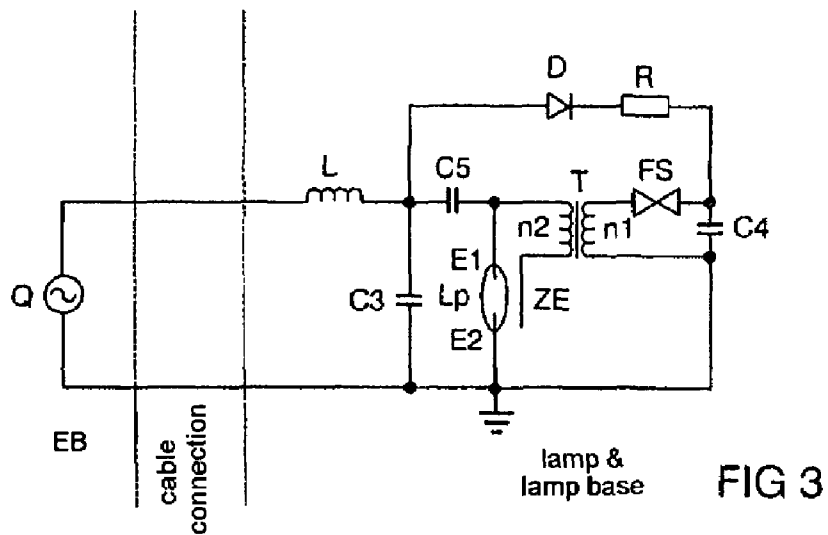 D
R
L
C5
T
FS
n2
n1
C4
E1
Q
C3
Lp
ZE
E2
EB
cable
connection
lamp &
lamp base
FIG 3